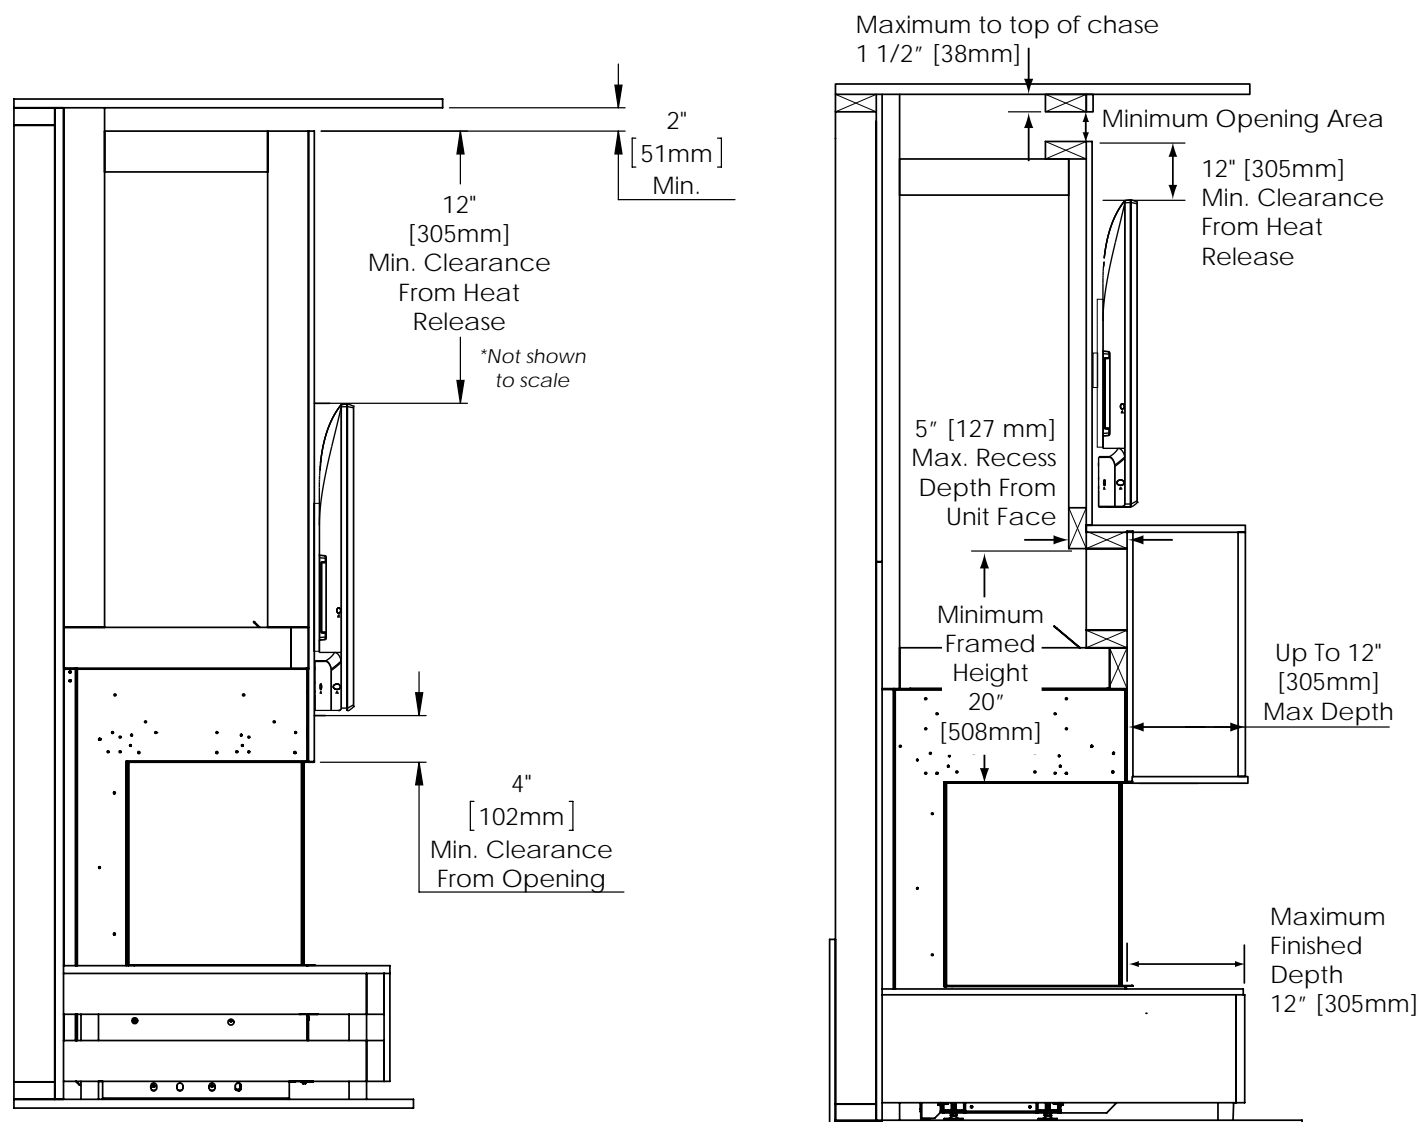 2"
[51mm]
Min.
12"
[305mm]
Min. Clearance
From Heat
Release
*Not shown
to scale
4"
[102mm]
Min. Clearance
From Opening
Maximum to top of chase
1 1/2" [38mm]
Minimum Opening Area
12" [305mm]
Min. Clearance
From Heat
Release
5" [127 mm]
Max. Recess
Depth From
Unit Face
Minimum
Framed
Height
20"
[508mm]
Up To 12"
[305mm]
Max Depth
Maximum
Finished
Depth
12" [305mm]